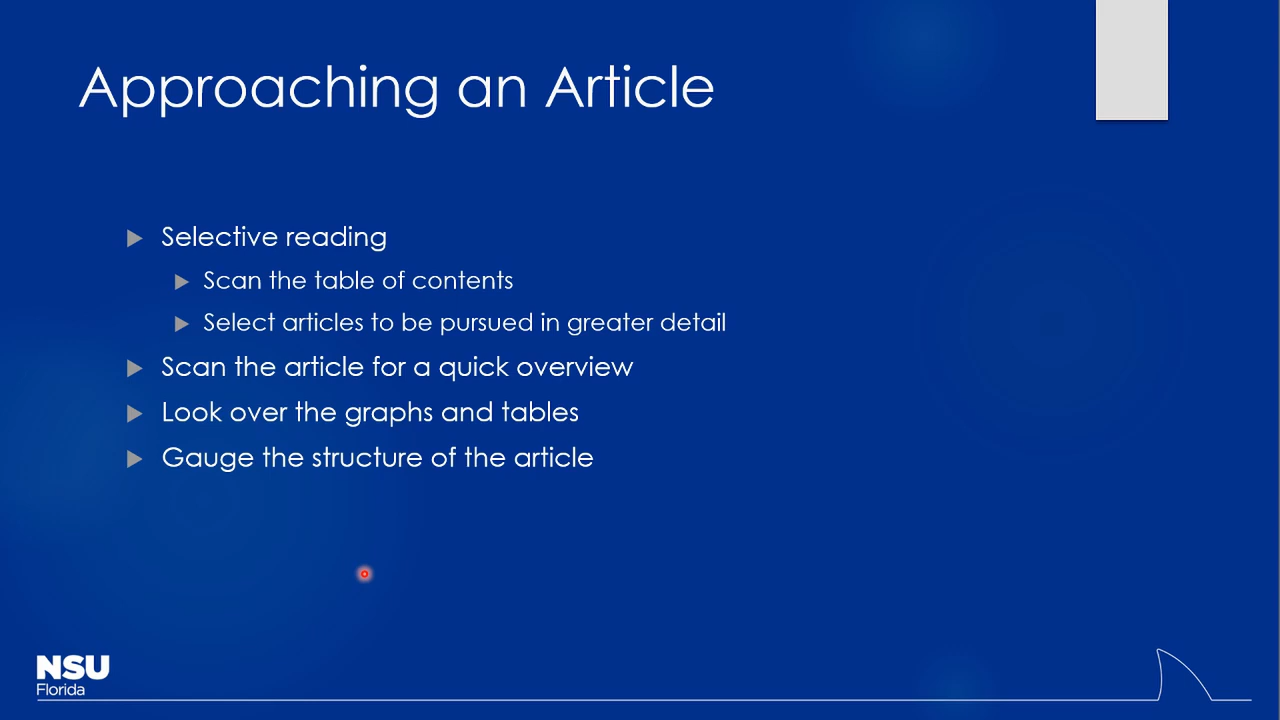 Approaching an Article
Selective reading
Scan the table of contents
Select articles to be pursued in greater detail
Scan the article for a quick overview
Look over the graphs and tables
Gauge the structure of the article
NSU
Florida